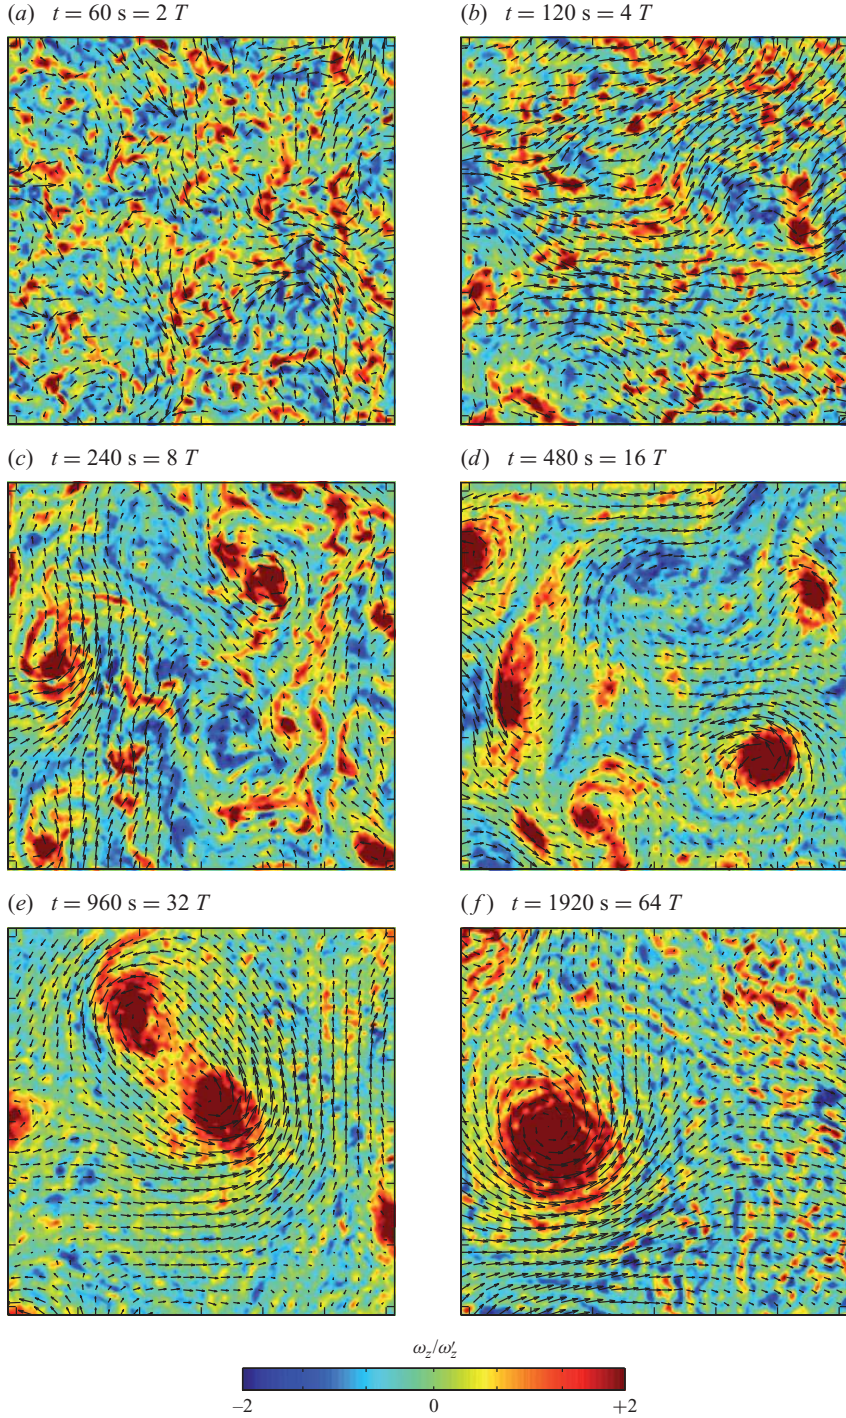 (a) t = 60 s = 2 T
(b) t = 120 s = 4 T
(c) t = 240 s = 8 T
(d) t = 480 s = 16 T
(e) t = 960 s = 32 T
(f) t = 1920 s = 64 T
ω_z/ω′_z
–2 0 +2